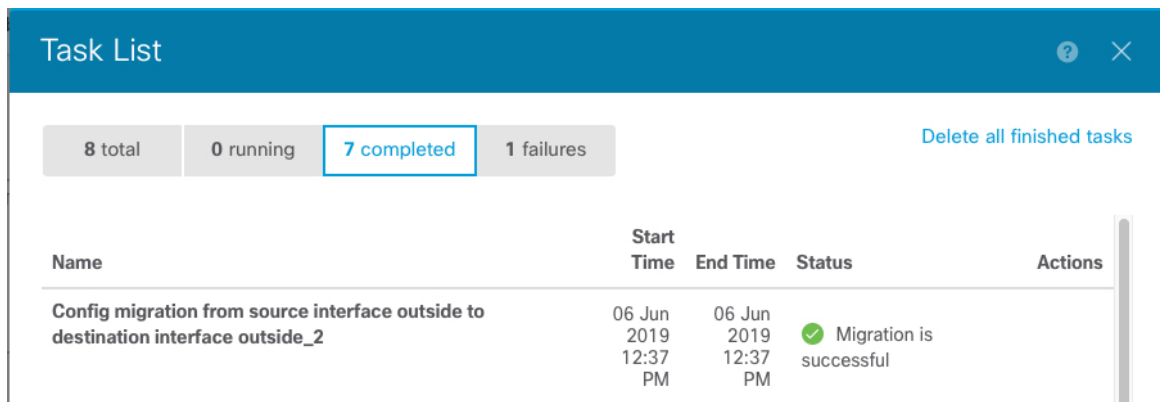 Task List
8 total 0 running 7 completed 1 failures
Delete all finished tasks
Name Start Time End Time Status Actions
Config migration from source interface outside to
destination interface outside_2
06 Jun
2019
12:37
PM
06 Jun
2019
12:37
PM
Migration is
successful